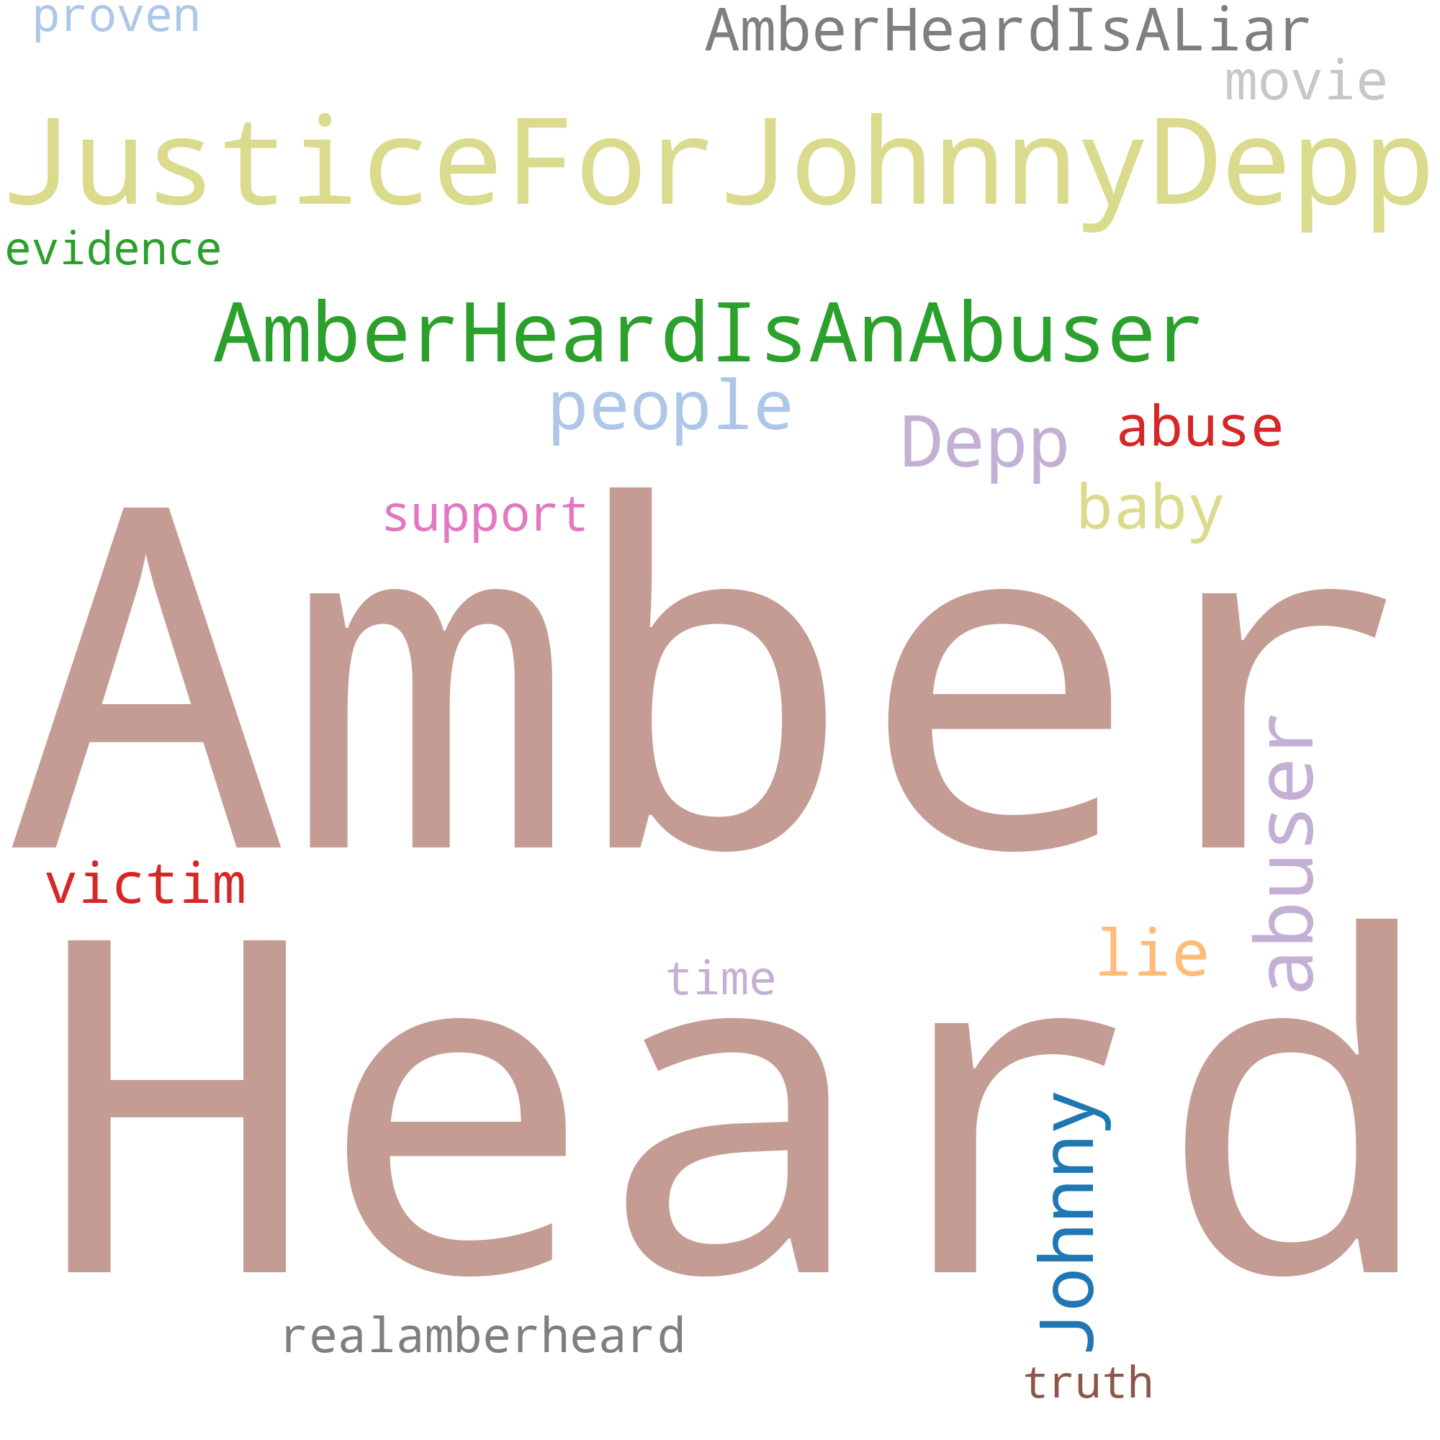 proven
AmberHeardIsALiar
movie
JusticeForJohnnyDepp
evidence
AmberHeardIsAnAbuser
people
Depp
abuse
support
baby
Amber
abuser
victim
Heard
lie
time
Johnny
realamberheard
truth